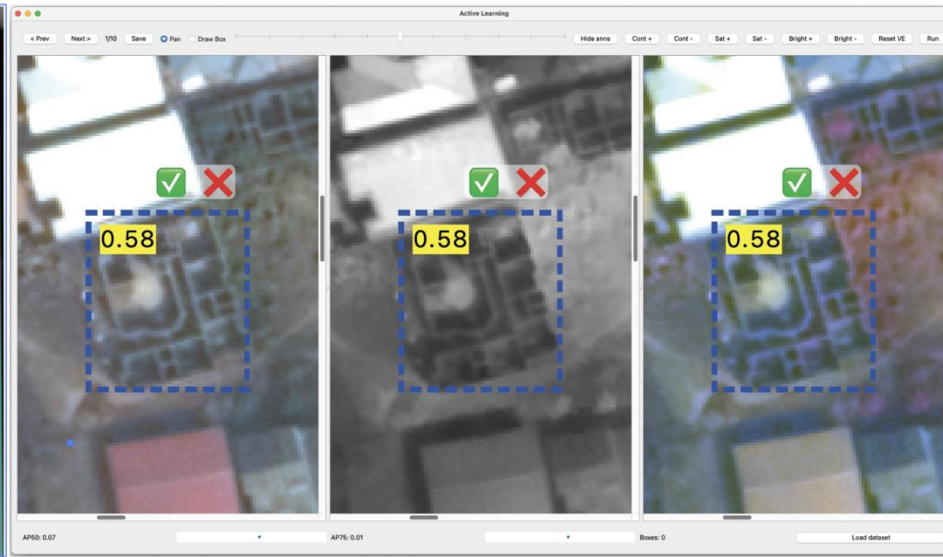 Active Learning
< Prev Next > 1/10 Save Pan Draw Box Hide anns Cont + Cont - Sat + Sat - Bright + Bright - Reset VE Run
0.58 0.58 0.58
AP50: 0.07 AP75: 0.01 Boxes: 0 Load dataset